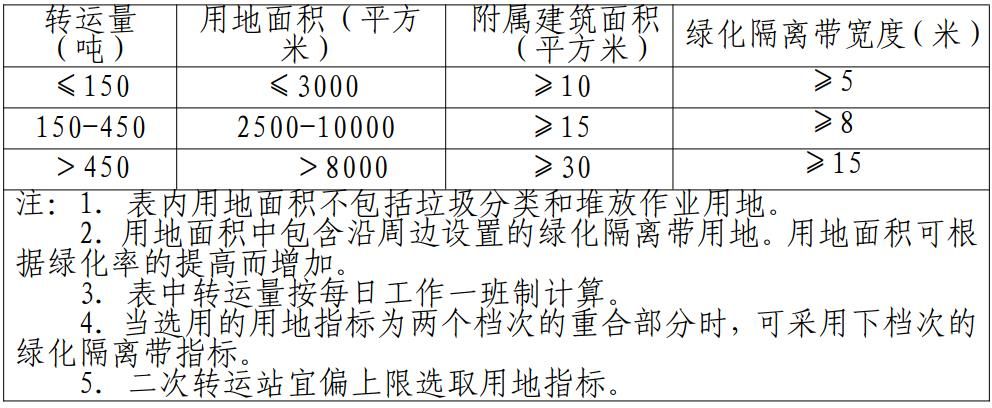 转运量
（吨）
用地面积（平方
米）
附属建筑面积
（平方米）
绿化隔离带宽度（米）
≤150
≤3000
≥10
≥5
150-450
2500-10000
≥15
≥8
>450
>8000
≥30
≥15
注：1. 表内用地面积不包括垃圾分类和堆放作业用地。
2. 用地面积中包含沿周边设置的绿化隔离带用地。用地面积可根
据绿化率的提高而增加。
3. 表中转运量按每日工作一班制计算。
4. 当选用的用地指标为两个档次的重合部分时，可采用下档次的
绿化隔离带指标。
5. 二次转运站宜偏上限选取用地指标。